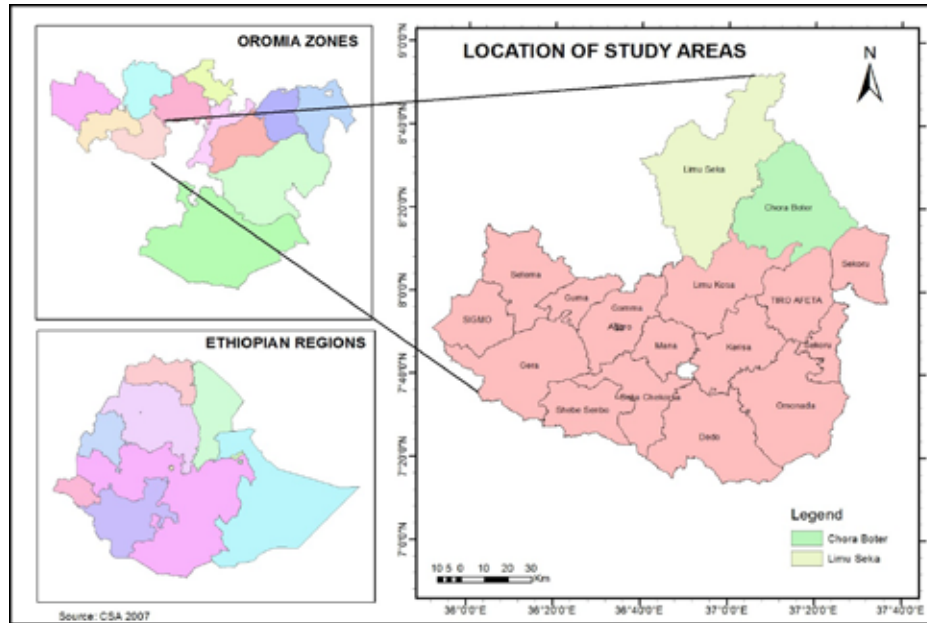 OROMIA ZONES
ETHIOPIAN REGIONS
Source: CSA 2007
LOCATION OF STUDY AREAS
N
Limu Seka
Chora Boter
Sekoru
Setema
Limu Kosa
TIRO AFETA
Guma
Gomma
SIGMO
Mana
Kersa
Sekoru
Gera
Shebe Senbo
Omonada
Dedo
Legend
Chora Boter
Limu Seka
10 5 0 10 20 30
Km
9°0'0"N
8°40'0"N
8°20'0"N
8°0'0"N
7°40'0"N
7°20'0"N
7°0'0"N
36°0'0"E 36°20'0"E 36°40'0"E 37°0'0"E 37°20'0"E 37°40'0"E